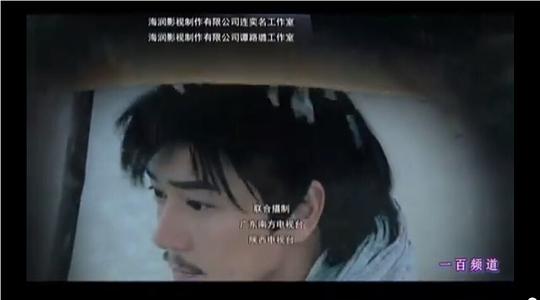 海润影视制作有限公司连奕名工作室
海润影视制作有限公司谭路璐工作室
联合摄制
广东南方电视台
陕西电视台
一百频道